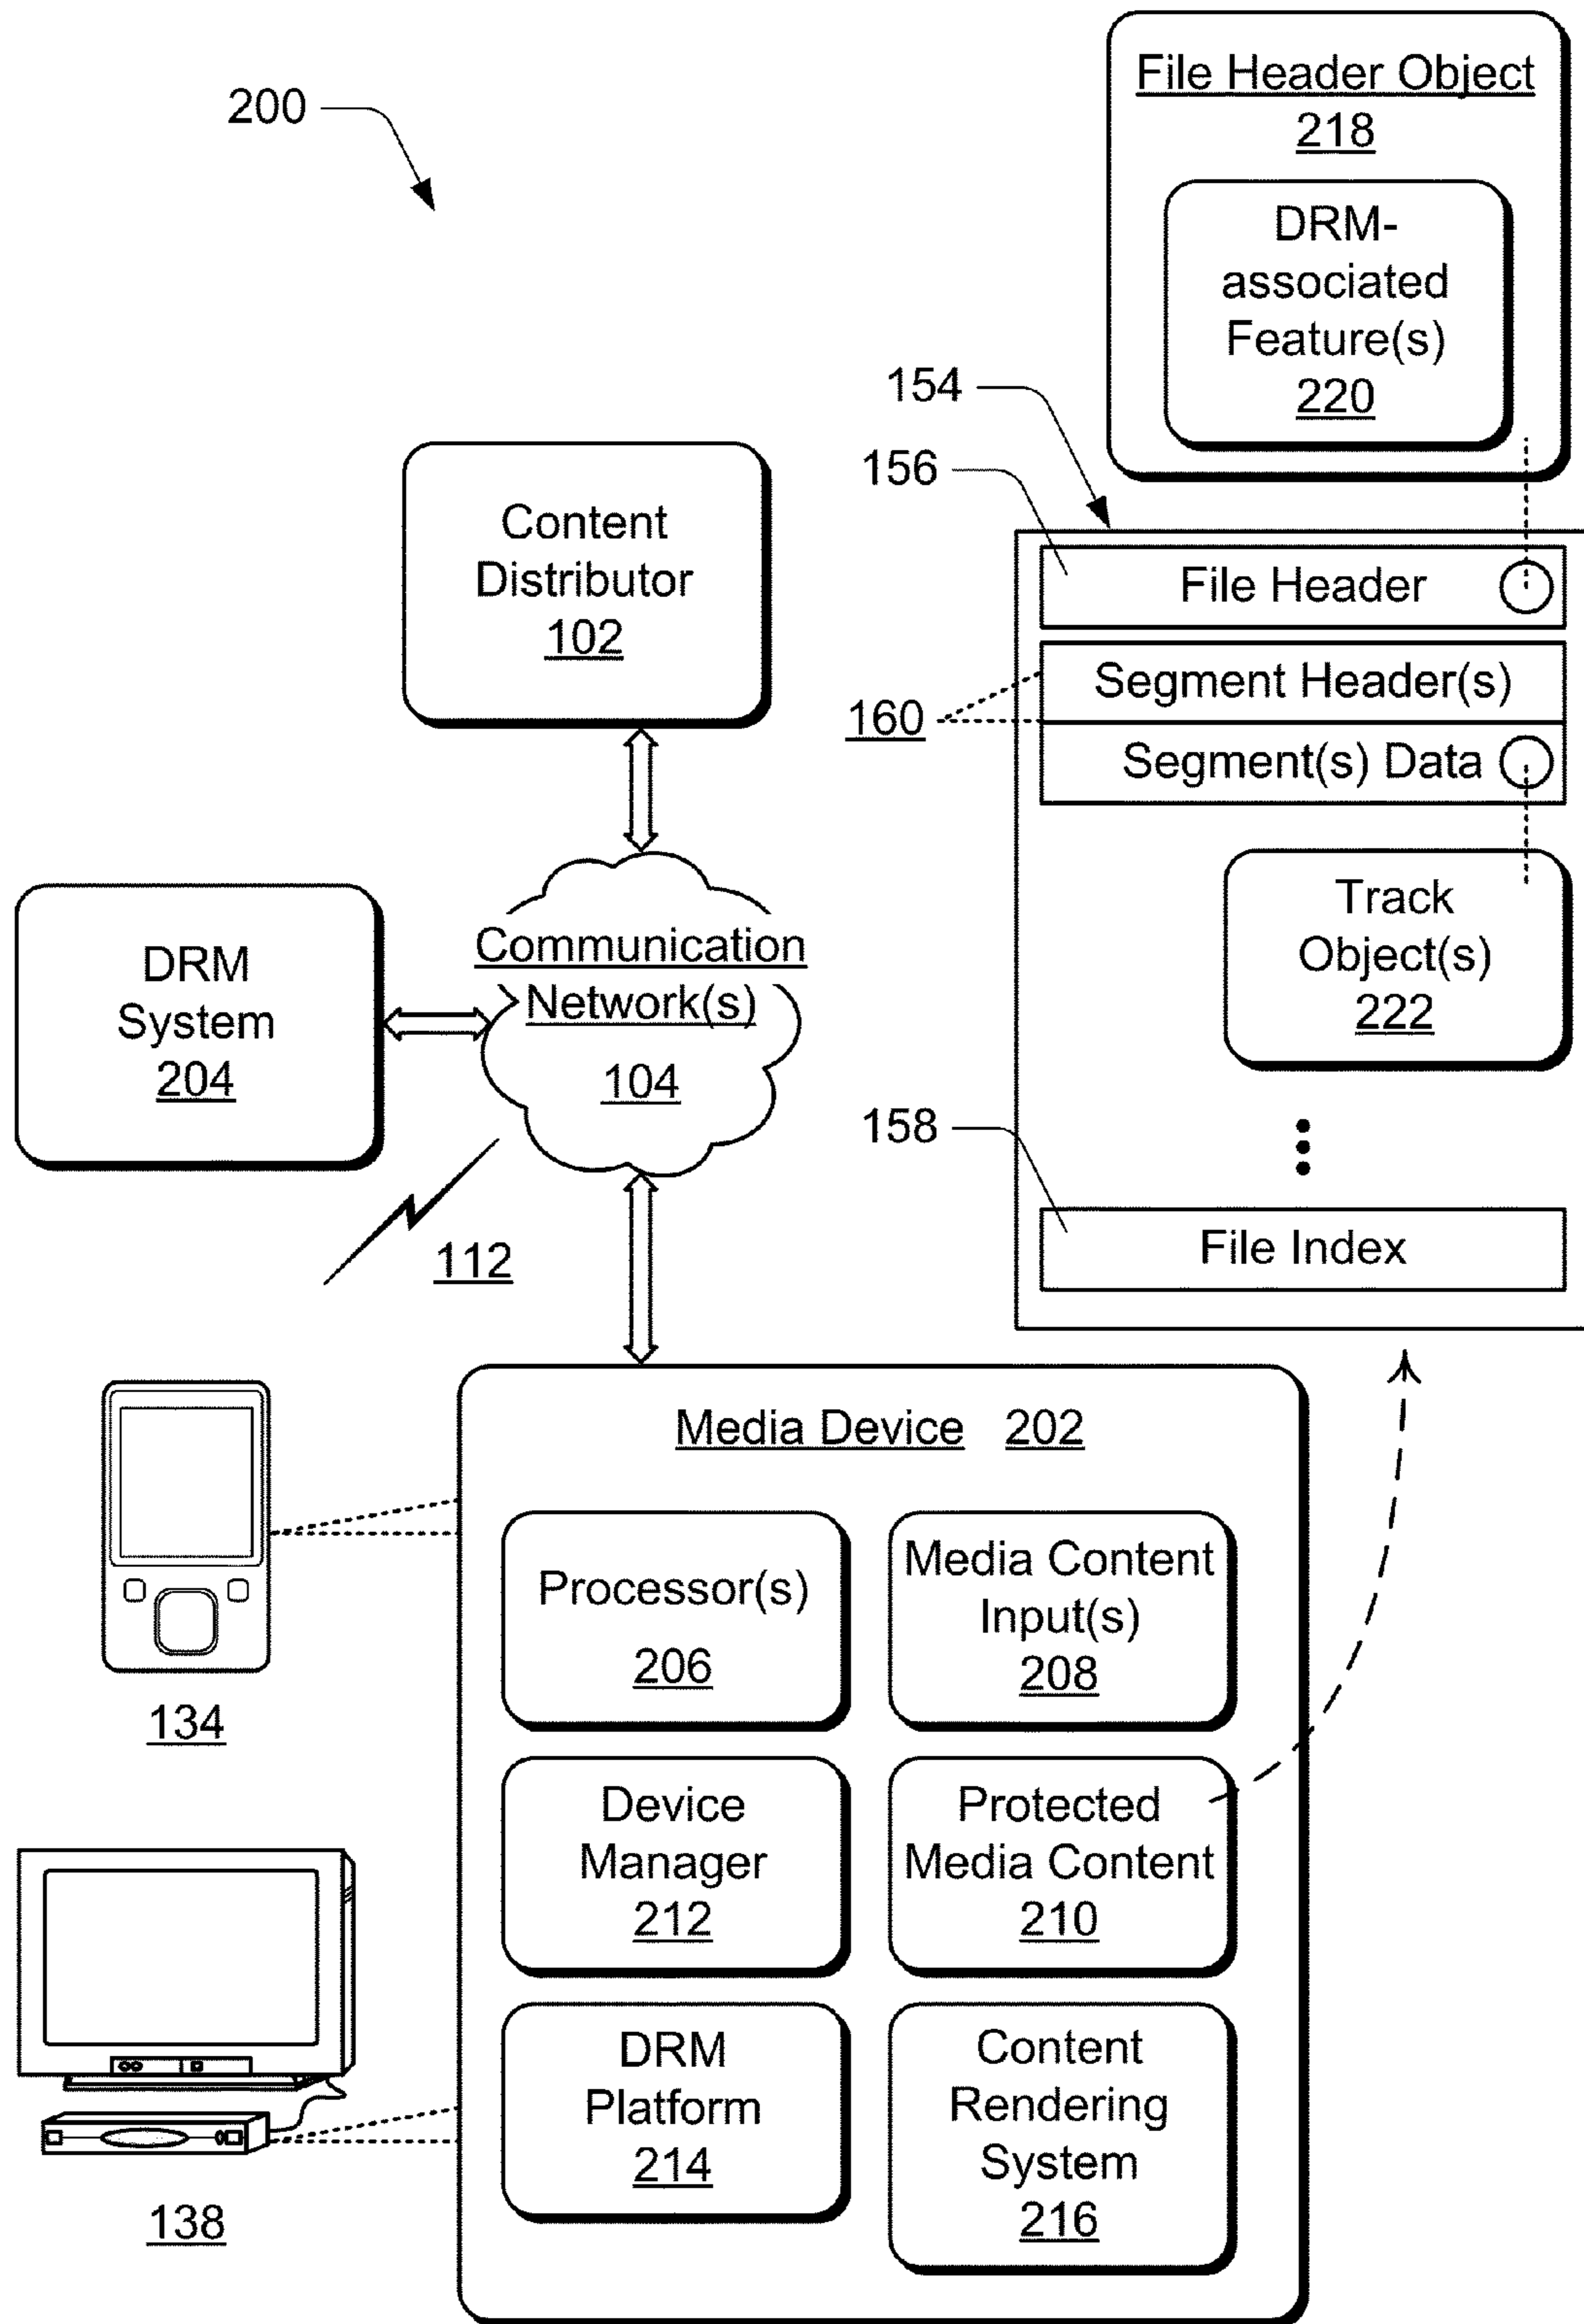 200
File Header Object
218
DRM-
associated
Feature(s)
220
154
156
File Header
Segment Header(s)
160
Segment(s) Data
Track
Object(s)
222
158
File Index
Content
Distributor
102
DRM
System
204
Communication
Network(s)
104
112
Media Device 202
Processor(s)
206
Media Content
Input(s)
208
Device
Manager
212
Protected
Media Content
210
DRM
Platform
214
Content
Rendering
System
216
134
138